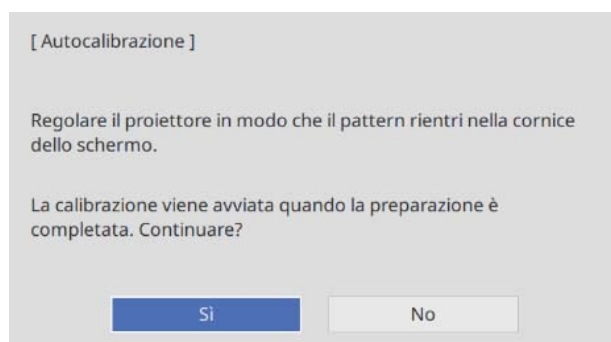 [ Autocalibrazione ]
Regolare il proiettore in modo che il pattern rientri nella cornice
dello schermo.
La calibrazione viene avviata quando la preparazione è
completata. Continuare?
Sì
No